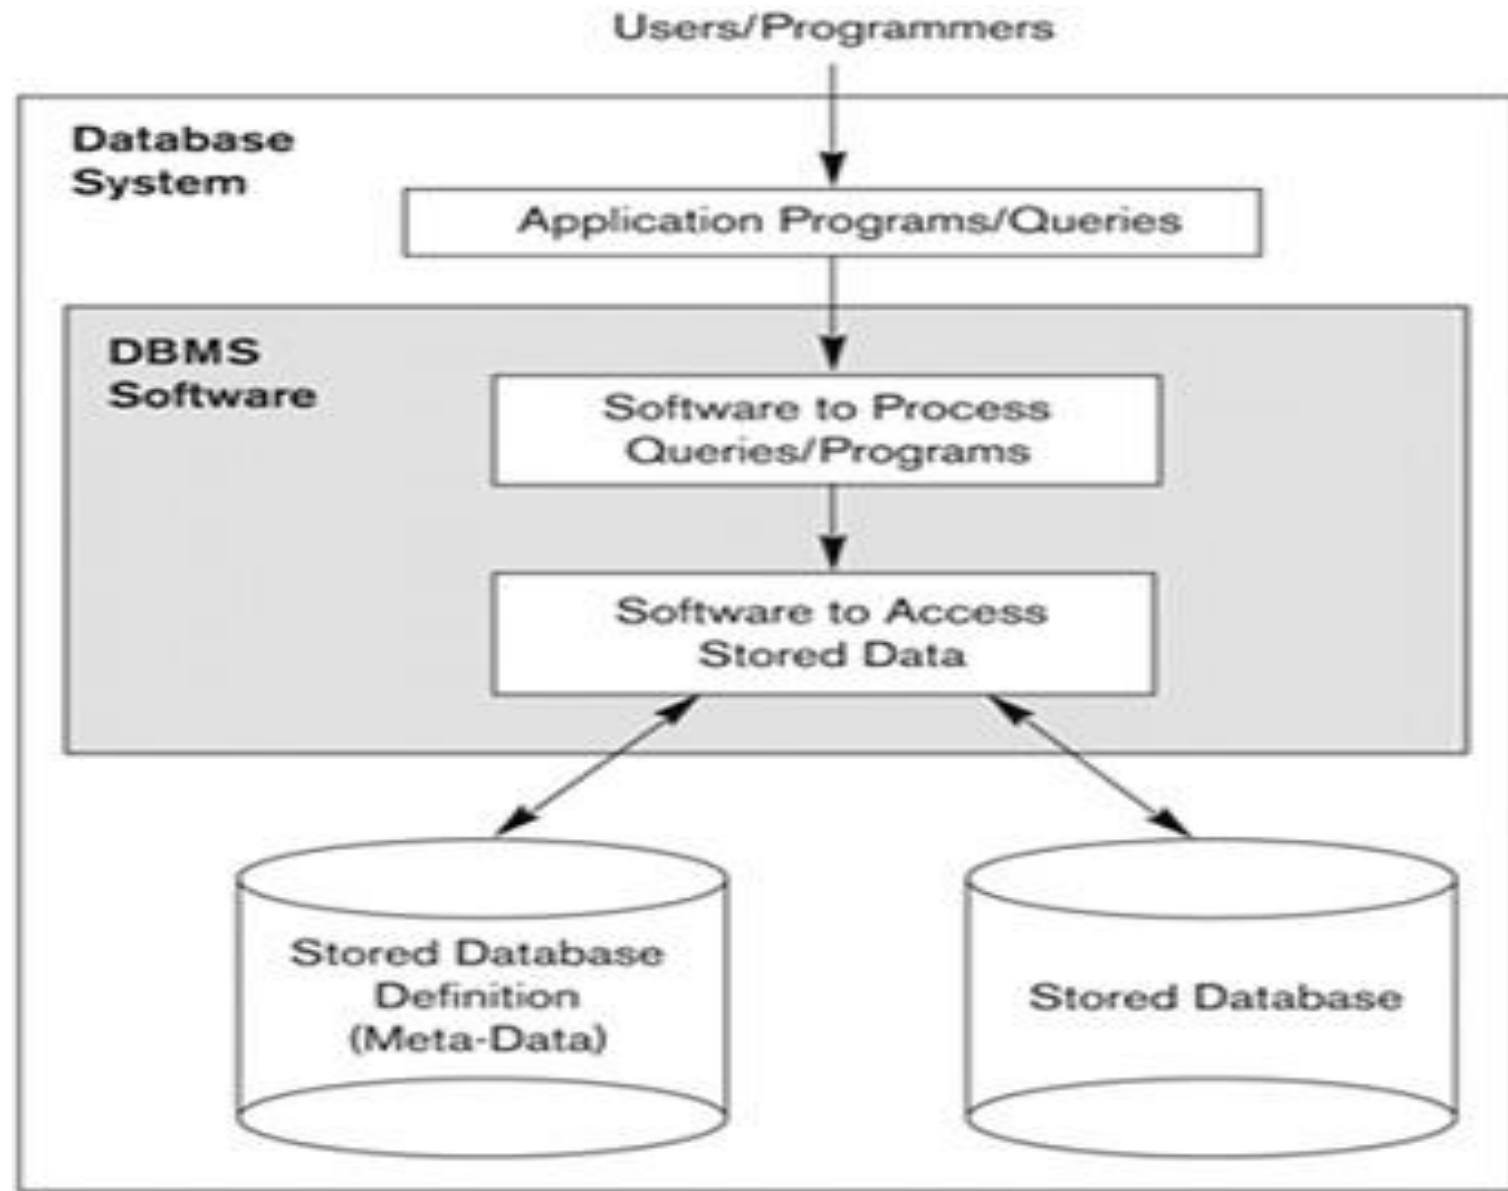 Users/Programmers
Database
System
Application Programs/Queries
DBMS
Software
Software to Process
Queries/Programs
Software to Access
Stored Data
Stored Database
Definition
(Meta-Data)
Stored Database